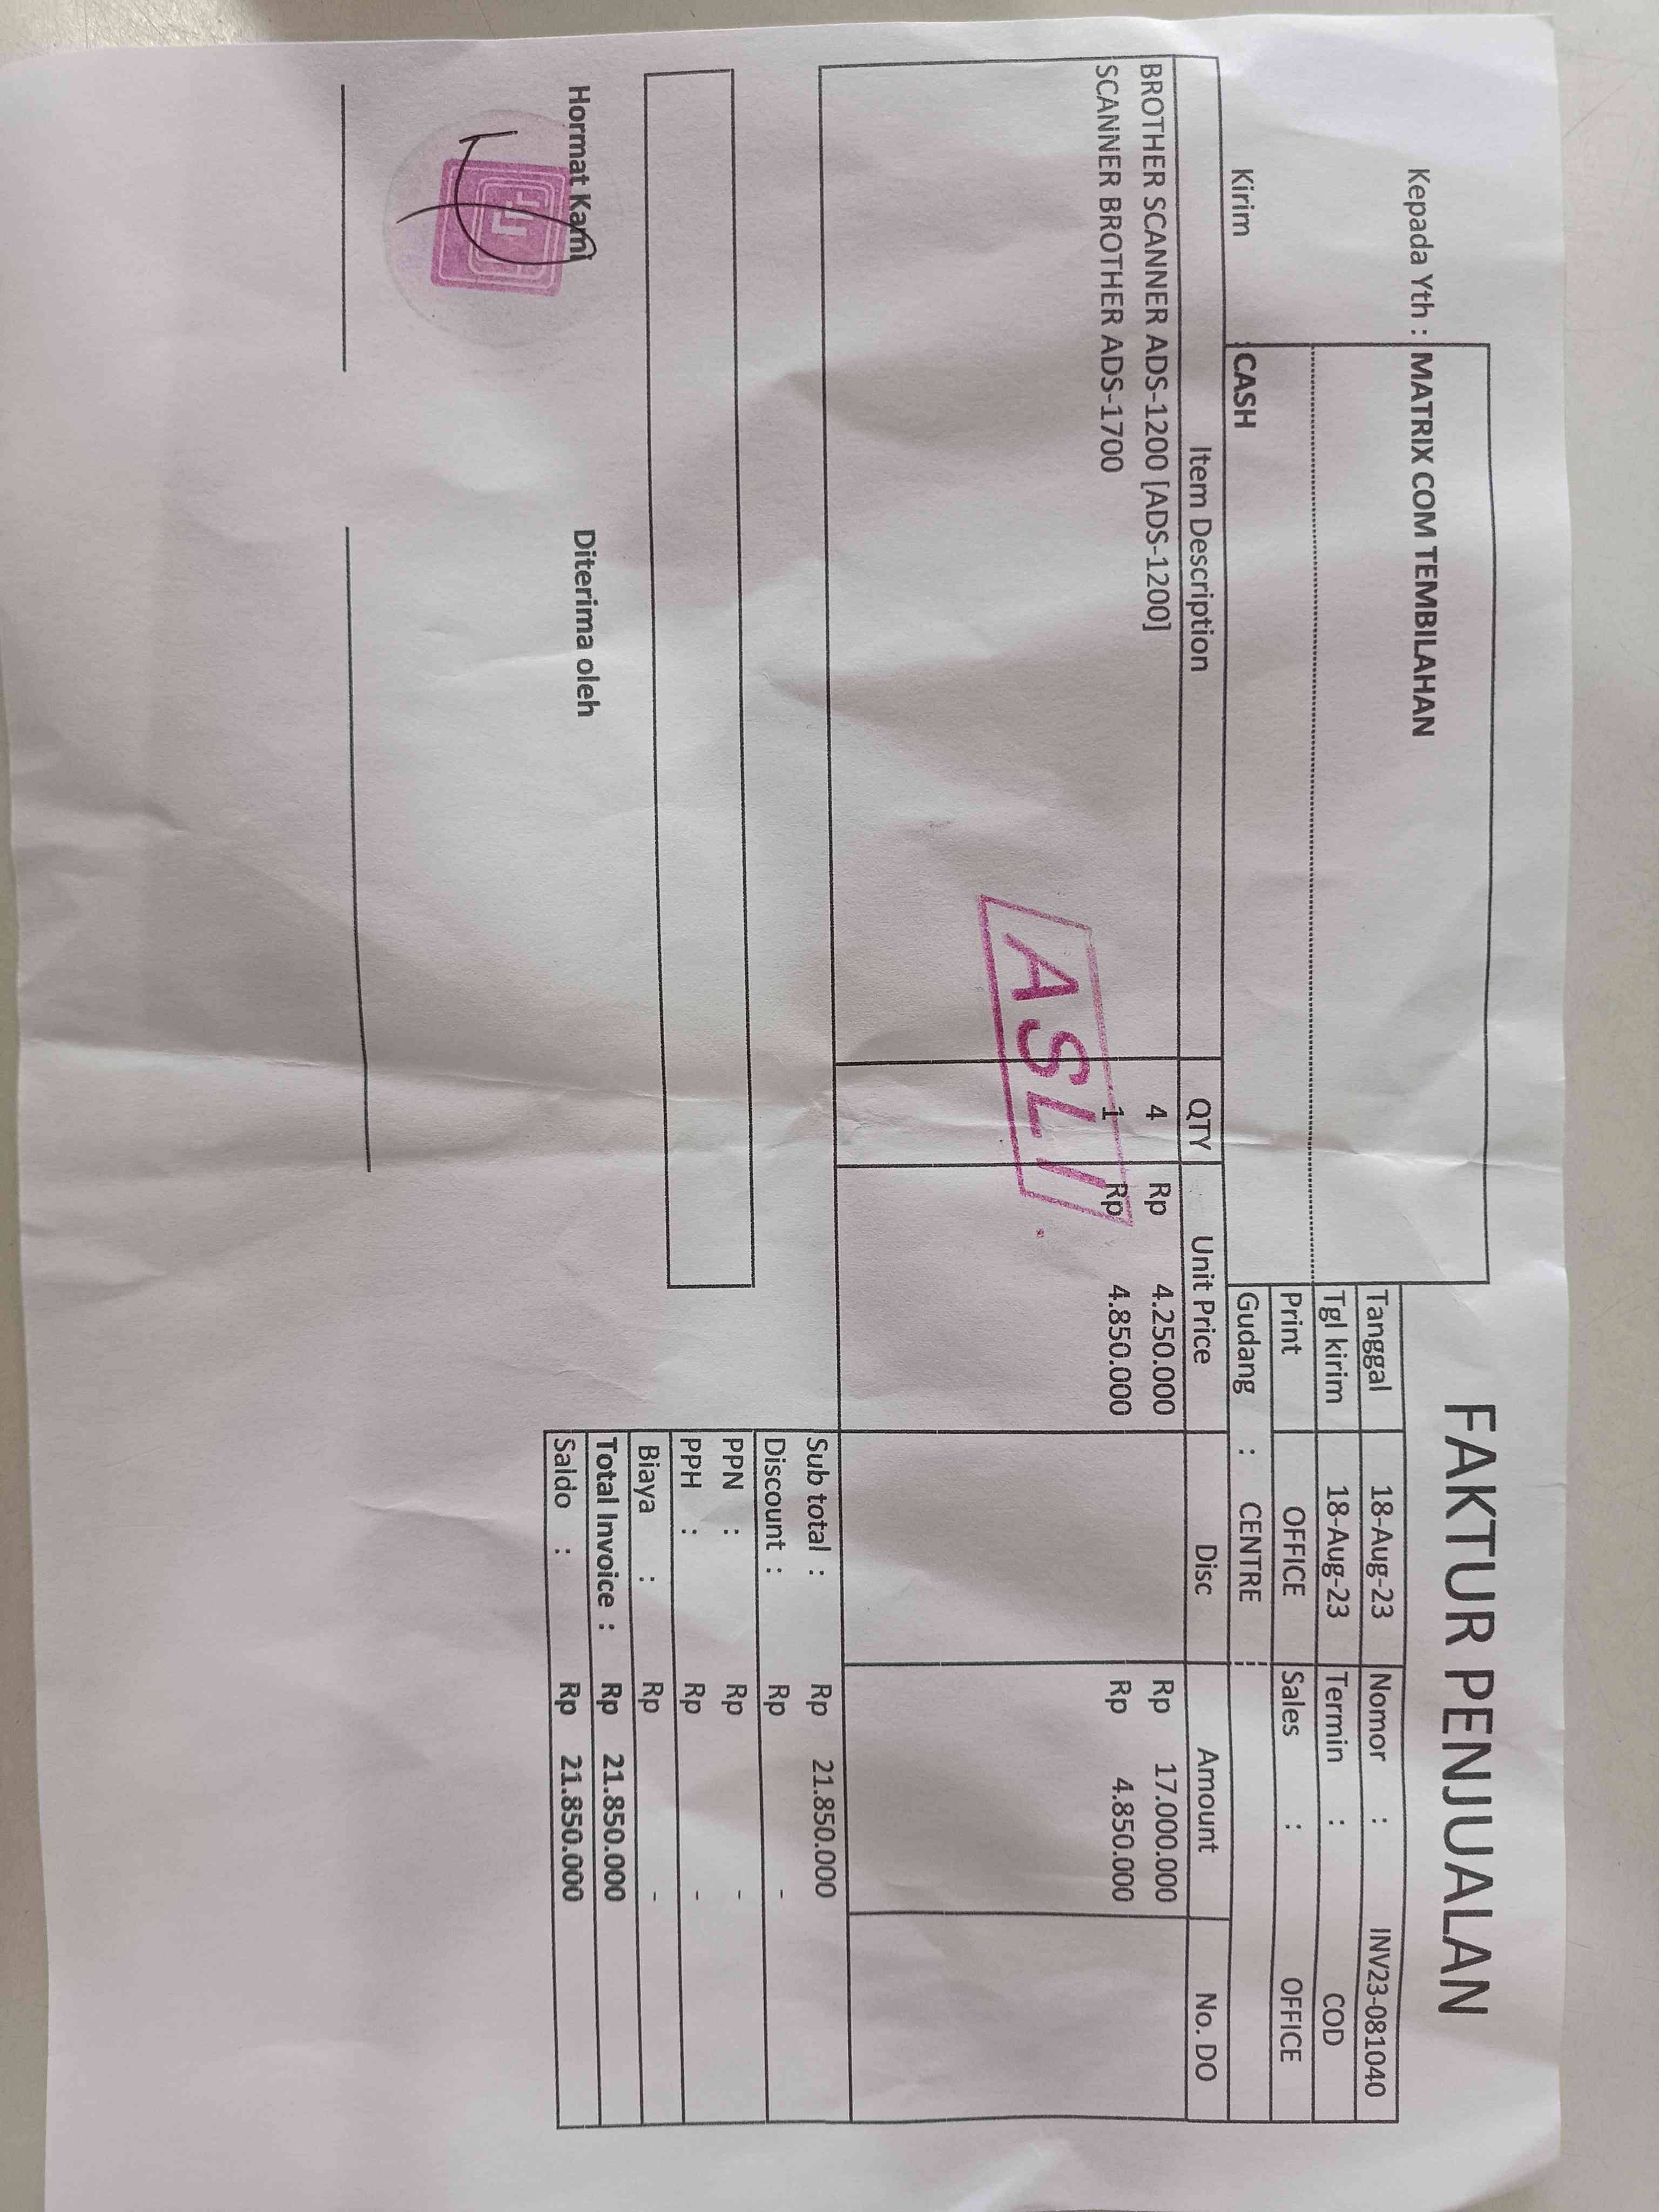 FAKTUR PENJUALAN
Kepada Yth : MATRIX COM TEMBILAHAN
Tanggal 18-Aug-23 Nomor : INV23-081040
Tgl kirim 18-Aug-23 Termin : COD
Print OFFICE Sales : OFFICE
Kirim : CASH Gudang : CENTRE :
Item Description QTY Unit Price Disc Amount No. DO
BROTHER SCANNER ADS-1200 [ADS-1200] 4 Rp 4.250.000 Rp 17.000.000
SCANNER BROTHER ADS-1700 1 Rp 4.850.000 Rp 4.850.000
ASLI
Sub total : Rp 21.850.000
Discount : Rp -
PPN : Rp -
PPH : Rp -
Biaya : Rp -
Total Invoice : Rp 21.850.000
Saldo : Rp 21.850.000
Hormat Kami Diterima oleh